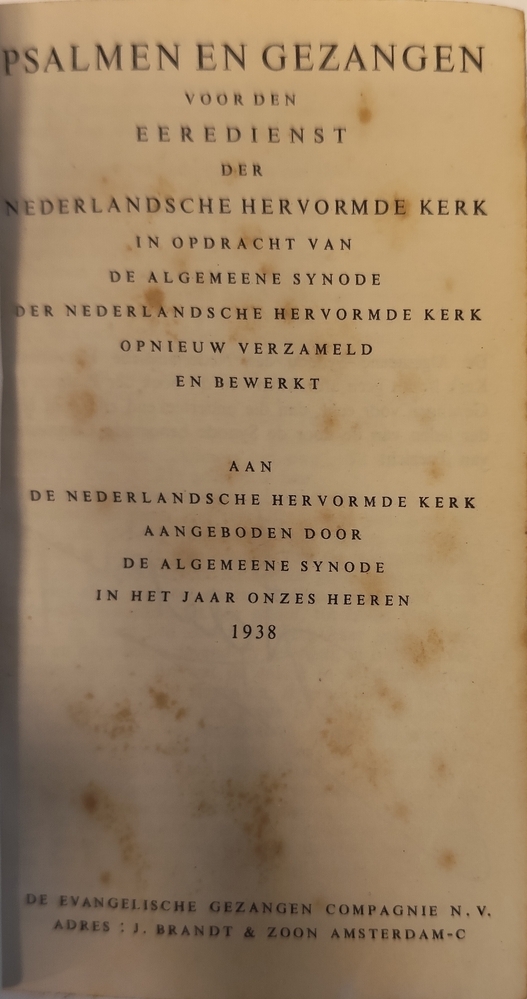 PSALMEN EN GEZANGEN
VOOR DEN
EEREDIENST
DER
NEDERLANDSCHE HERVORMDE KERK
IN OPDRACHT VAN
DE ALGEMEENE SYNODE
DER NEDERLANDSCHE HERVORMDE KERK
OPNIEUW VERZAMELD
EN BEWERKT
AAN
DE NEDERLANDSCHE HERVORMDE KERK
AANGEBODEN DOOR
DE ALGEMEENE SYNODE
IN HET JAAR ONZES HEEREN
1938
DE EVANGELISCHE GEZANGEN COMPAGNIE N.V.
ADRES : J. BRANDT & ZOON AMSTERDAM-C